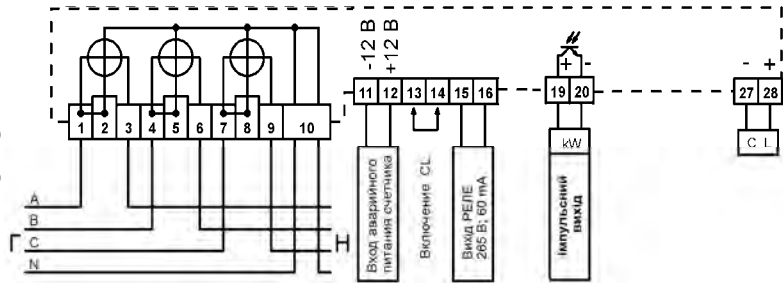 -12 В
+12 В
11 12 13 14 15 16
19 20
+ -
27 28
- +
1 2 3 4 5 6 7 8 9 10
kW
C L
A
B
C
N
Г
Н
Вход аварийного
питания счетчика
Включение CL
Вихід РЕЛЕ
265 В; 60 mA
імпульсний
вихід